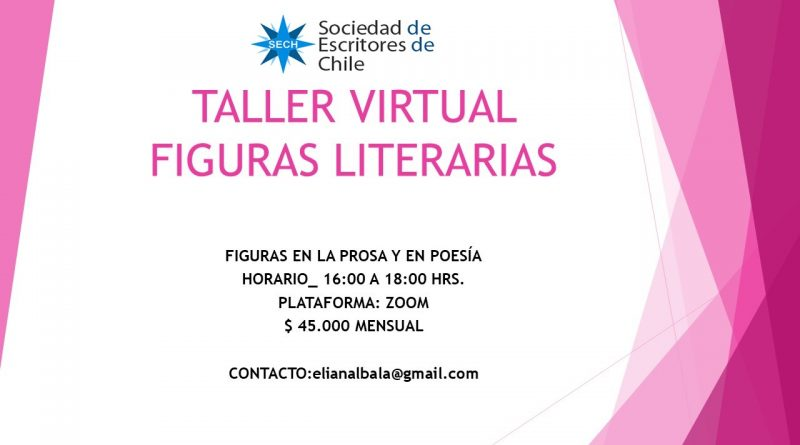 SECH
Sociedad de
Escritores de
Chile
TALLER VIRTUAL
FIGURAS LITERARIAS
FIGURAS EN LA PROSA Y EN POESÍA
HORARIO_ 16:00 A 18:00 HRS.
PLATAFORMA: ZOOM
$ 45.000 MENSUAL
CONTACTO:elianalbala@gmail.com